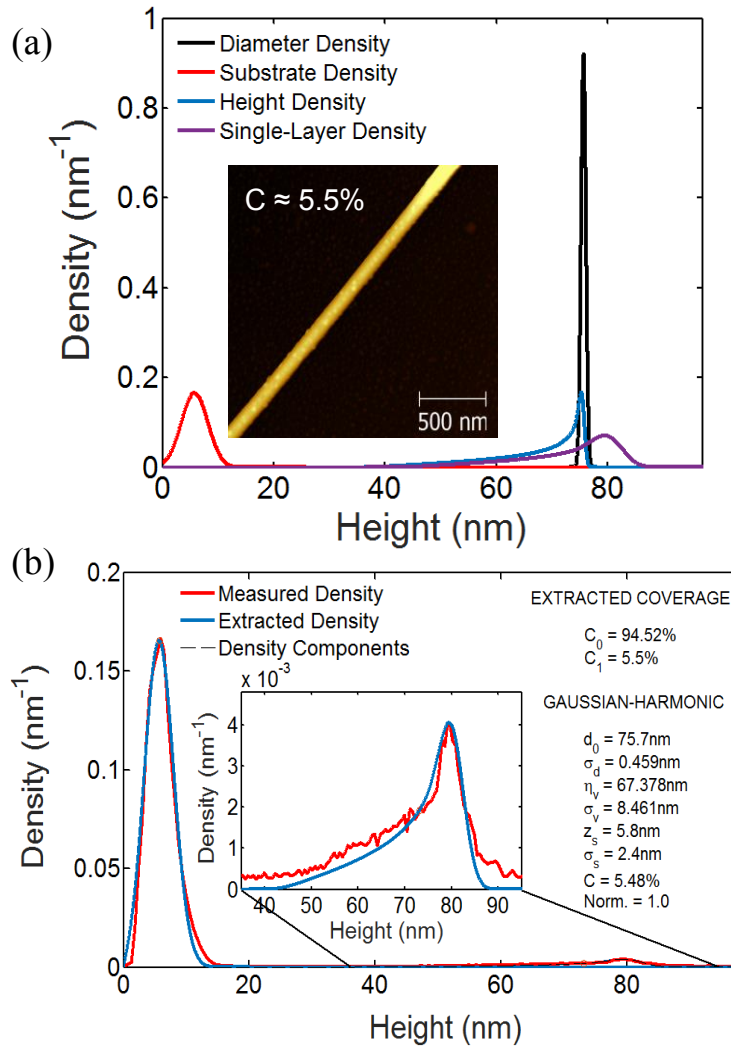 (a)
Diameter Density
Substrate Density
Height Density
Single-Layer Density
C ≈ 5.5%
500 nm
Density (nm⁻¹)
1
0.8
0.6
0.4
0.2
0
0 20 40 60 80
Height (nm)
(b)
Measured Density
Extracted Density
Density Components
EXTRACTED COVERAGE
C₀ = 94.52%
C₁ = 5.5%
GAUSSIAN-HARMONIC
d₀ = 75.7nm
σ_d = 0.459nm
η_v = 67.378nm
σ_v = 8.461nm
z_s = 5.8nm
σ_s = 2.4nm
C = 5.48%
Norm. = 1.0
x 10⁻³
Density (nm⁻¹)
4
3
2
1
0
40 50 60 70 80 90
Height (nm)
Density (nm⁻¹)
0.2
0.15
0.1
0.05
0
0 20 40 60 80
Height (nm)